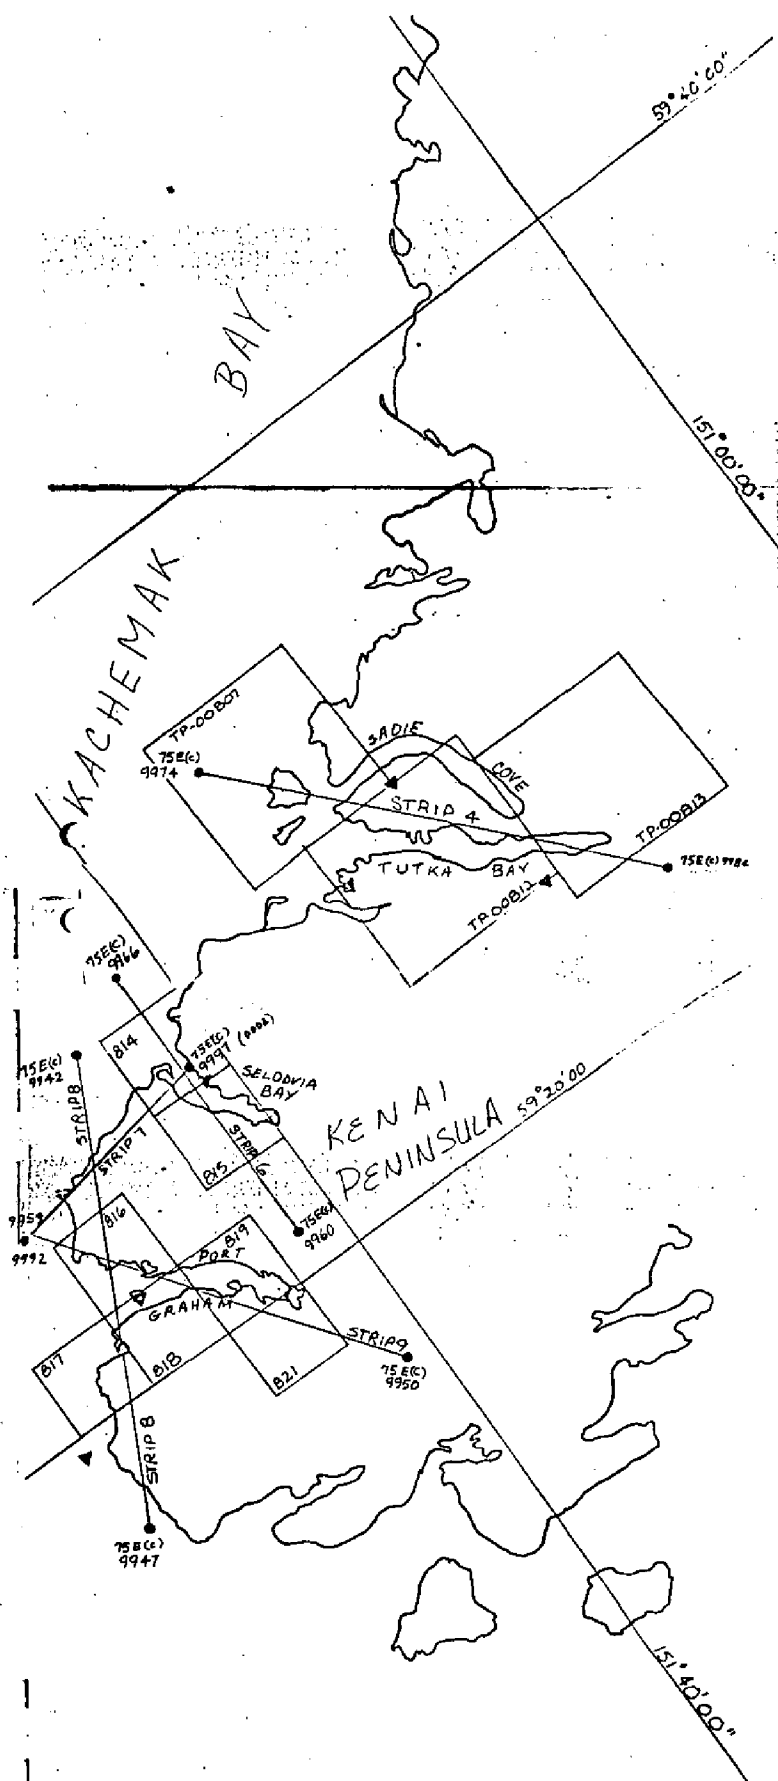 59°40'00"
BAY
151°00'00"
KACHEMAK
TP-00807
SADIE
COVE
75E(c)
9974
STRIP 4
TP-00813
TUTKA BAY
75E(c)
TP-00812
75E(C)
9966
814
75E(C)
9997 (0002)
75E(c)
9942
STRIP 8
SELDOVIA
BAY
STRIP 7
STRIP 6
815
KENAI
PENINSULA
59°20'00
9959
9992
816
819
75E(c)
9960
PORT
GRAHAM
STRIP 9
817
818
821
75E(C)
9950
STRIP 8
75E(c)
9947
151°40'00"